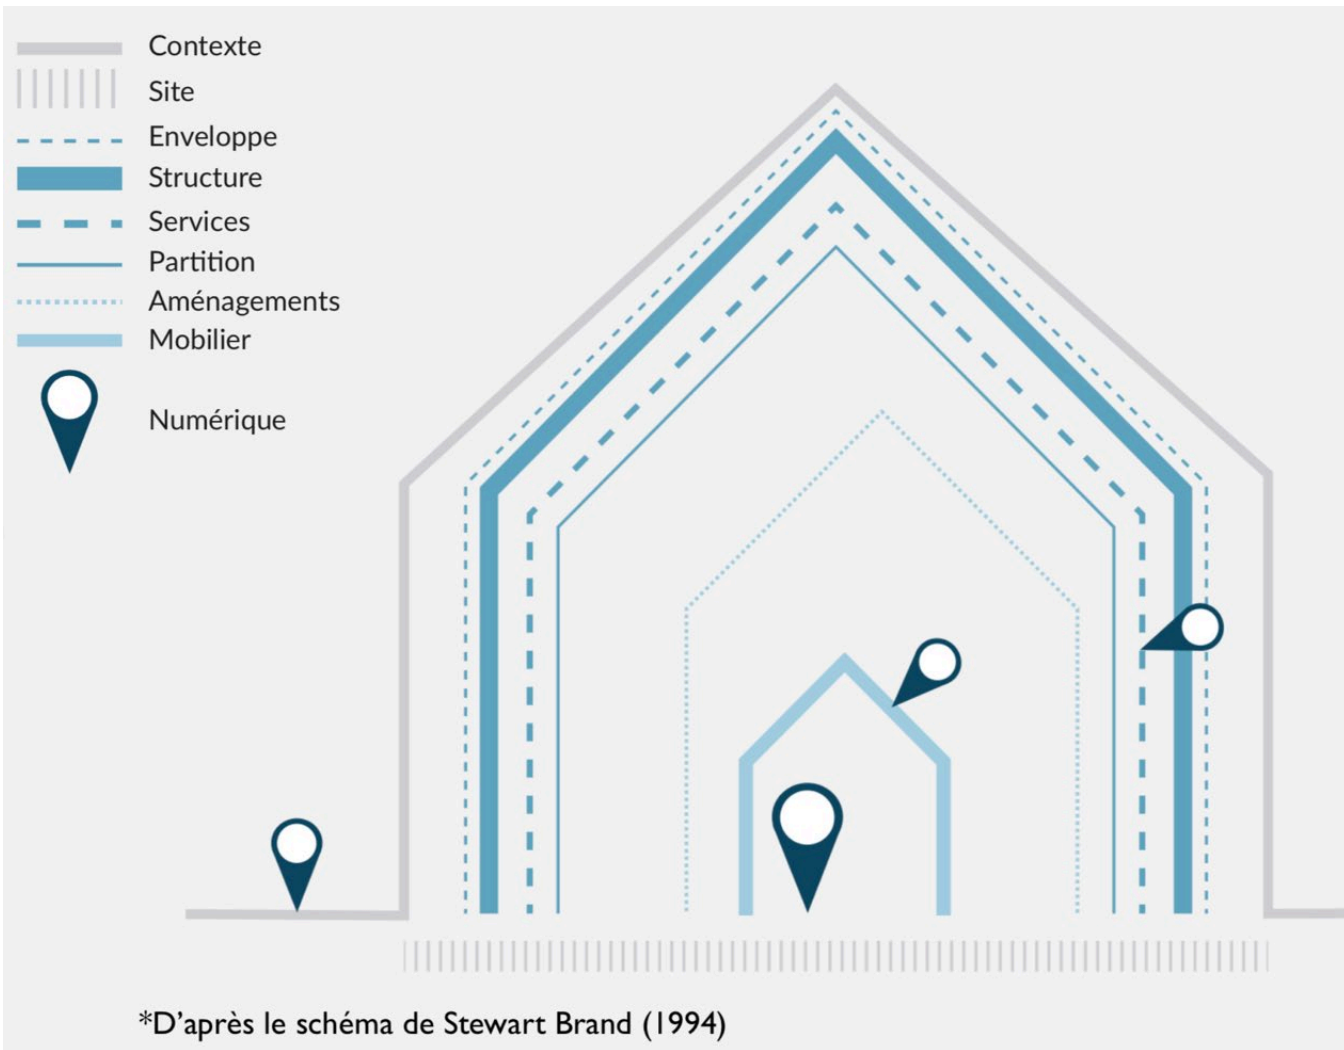 Contexte
Site
Enveloppe
Structure
Services
Partition
Aménagements
Mobilier
Numérique
*D'après le schéma de Stewart Brand (1994)